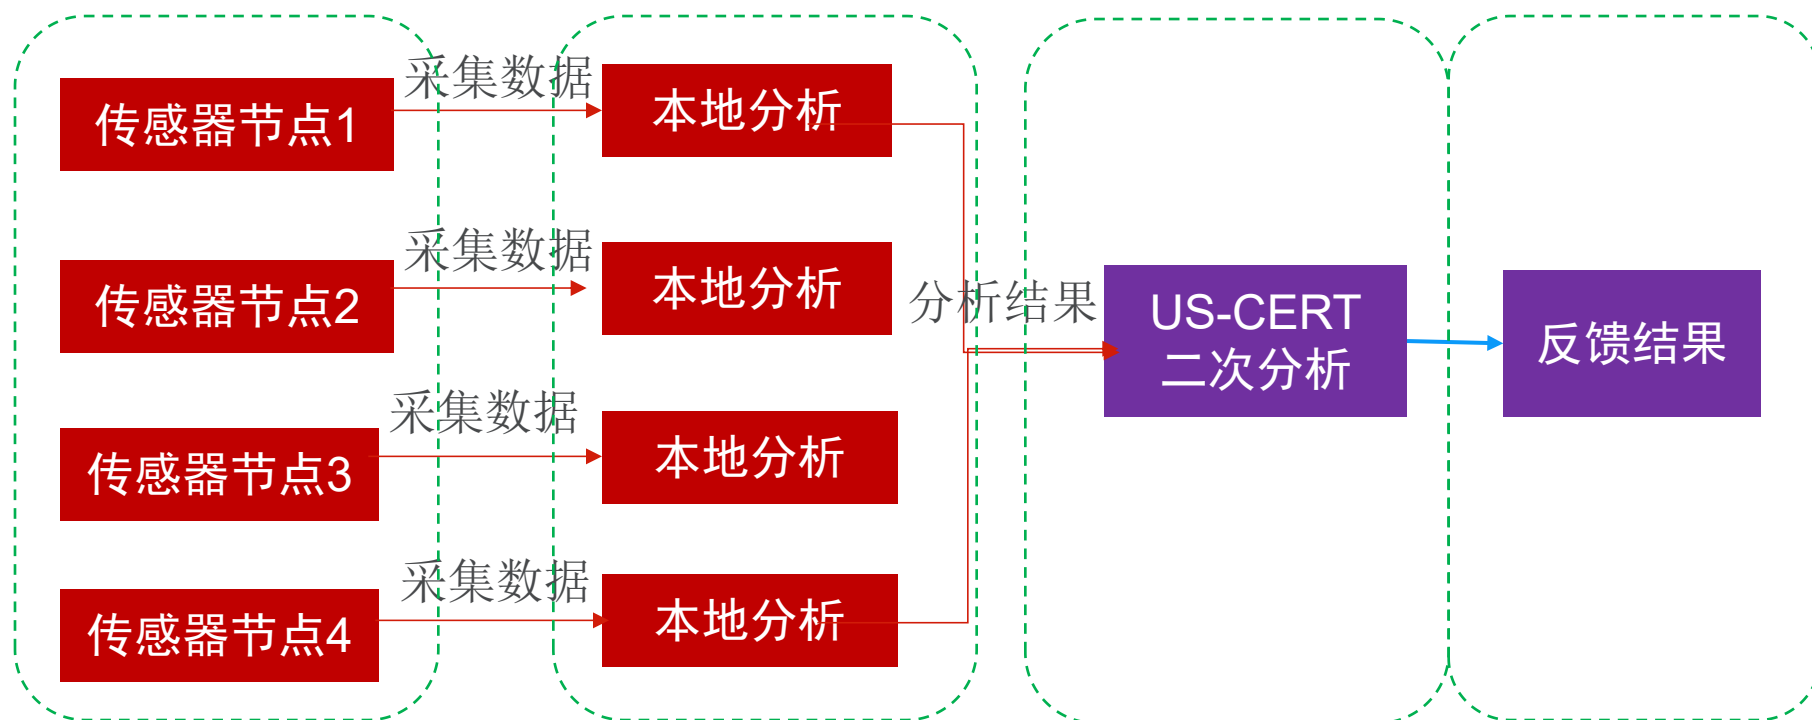 传感器节点1
采集数据
本地分析
传感器节点2
采集数据
本地分析
传感器节点3
采集数据
本地分析
传感器节点4
采集数据
本地分析
分析结果
US-CERT
二次分析
反馈结果